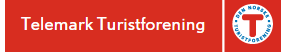 Telemark Turistforening
DEN NORSKE
T
TURISTFORENING